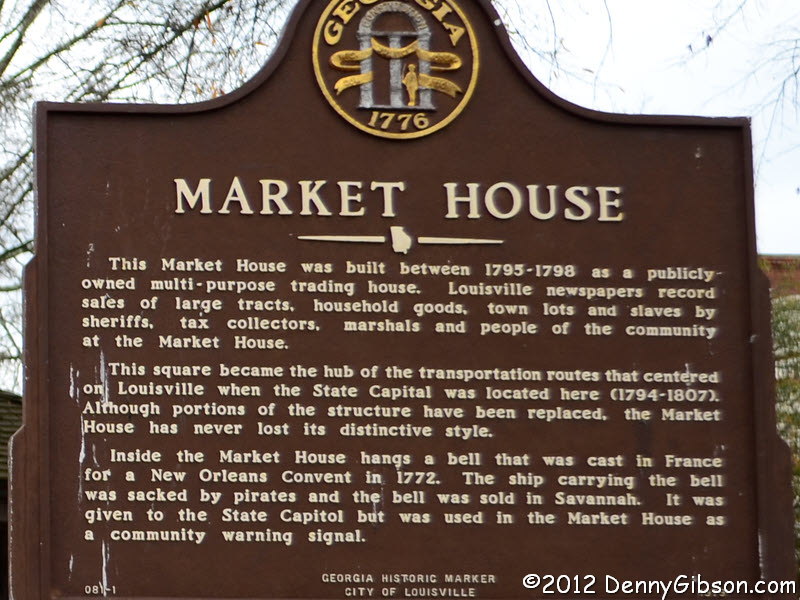 GEORGIA
1776
MARKET HOUSE
This Market House was built between 1795-1798 as a publicly
owned multi-purpose trading house. Louisville newspapers record
sales of large tracts, household goods, town lots and slaves by
sheriffs, tax collectors, marshals and people of the community
at the Market House.
This square became the hub of the transportation routes that centered
on Louisville when the State Capital was located here (1794-1807).
Although portions of the structure have been replaced, the Market
House has never lost its distinctive style.
Inside the Market House hangs a bell that was cast in France
for a New Orleans Convent in 1772. The ship carrying the bell
was sacked by pirates and the bell was sold in Savannah. It was
given to the State Capitol but was used in the Market House as
a community warning signal.
GEORGIA HISTORIC MARKER
CITY OF LOUISVILLE
©2012 DennyGibson.com